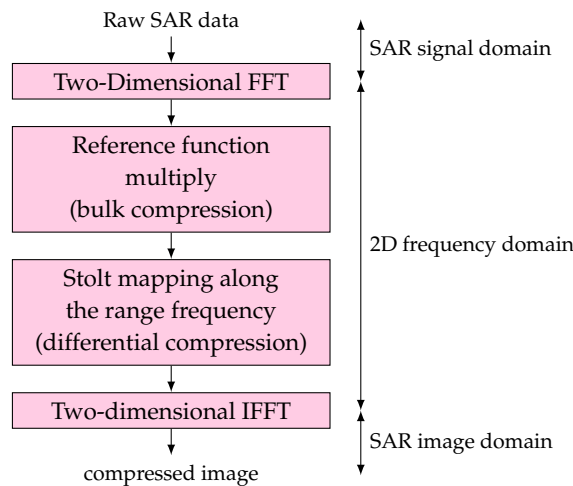 Raw SAR data
SAR signal domain
Two-Dimensional FFT
Reference function
multiply
(bulk compression)
2D frequency domain
Stolt mapping along
the range frequency
(differential compression)
Two-dimensional IFFT
SAR image domain
compressed image